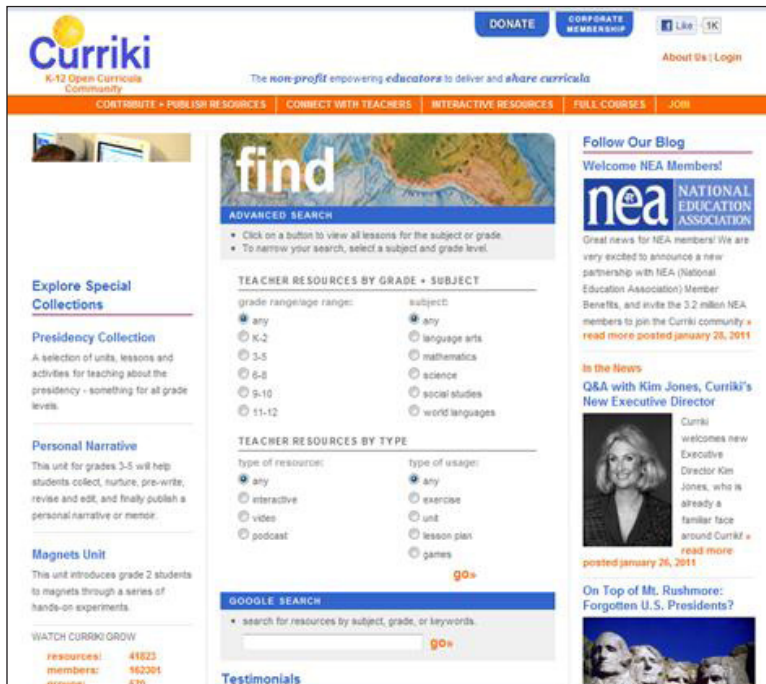 DONATE
CORPORATE
MEMBERSHIP
Like 1K
Curriki
K-12 Open Curricula
Community
The non-profit empowering educators to deliver and share curricula
About Us | Login
CONTRIBUTE + PUBLISH RESOURCES | CONNECT WITH TEACHERS | INTERACTIVE RESOURCES | FULL COURSES | JOIN
Explore Special
Collections
Presidency Collection
A selection of units, lessons and
activities for teaching about the
presidency - something for all grade
levels.
Personal Narrative
This unit for grades 3-5 will help
students collect, nurture, pre-write,
revise and edit, and finally publish a
personal narrative or memoir.
Magnets Unit
This unit introduces grade 2 students
to magnets through a series of
hands-on experiments.
WATCH CURRIKI GROW
resources: 41823
members: 162301
find
ADVANCED SEARCH
• Click on a button to view all lessons for the subject or grade.
• To narrow your search, select a subject and grade level.
TEACHER RESOURCES BY GRADE + SUBJECT
grade range/age range: subject:
any any
K-2 language arts
3-5 mathematics
6-8 science
9-10 social studies
11-12 world languages
TEACHER RESOURCES BY TYPE
type of resource: type of usage:
any any
interactive exercise
video unit
podcast lesson plan
games
go»
GOOGLE SEARCH
• search for resources by subject, grade, or keywords.
go»
Testimonials
Follow Our Blog
Welcome NEA Members!
nea NATIONAL
EDUCATION
ASSOCIATION
Great news for NEA members! We are
very excited to announce a new
partnership with NEA (National
Education Association) Member
Benefits, and invite the 3.2 million NEA
members to join the Curriki community »
read more posted january 28, 2011
In the News
Q&A with Kim Jones, Curriki's
New Executive Director
Curriki
welcomes new
Executive
Director Kim
Jones, who is
already a
familiar face
around Curriki! »
read more
posted january 26, 2011
On Top of Mt. Rushmore:
Forgotten U.S. Presidents?